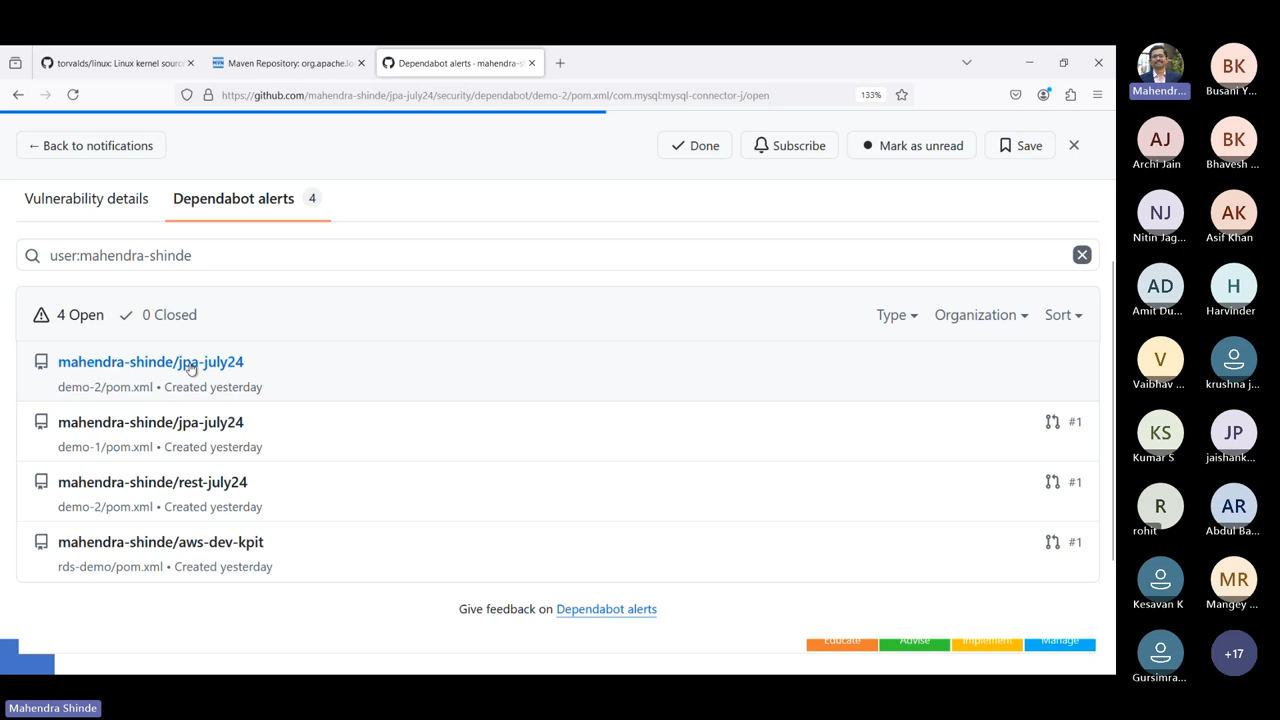 torvalds/linux: Linux kernel sourc
Maven Repository: org.apache.lo
Dependabot alerts · mahendra-s
https://github.com/mahendra-shinde/jpa-july24/security/dependabot/demo-2/pom.xml/com.mysql:mysql-connector-j/open
133%
← Back to notifications
Done
Subscribe
Mark as unread
Save
Vulnerability details
Dependabot alerts 4
user:mahendra-shinde
4 Open
0 Closed
Type
Organization
Sort
mahendra-shinde/jpa-july24
demo-2/pom.xml • Created yesterday
mahendra-shinde/jpa-july24
#1
demo-1/pom.xml • Created yesterday
mahendra-shinde/rest-july24
#1
demo-2/pom.xml • Created yesterday
mahendra-shinde/aws-dev-kpit
#1
rds-demo/pom.xml • Created yesterday
Give feedback on Dependabot alerts
Educate
Advise
Implement
Manage
Mahendr...
BK
Busani Y...
AJ
Archi Jain
BK
Bhavesh ...
NJ
Nitin Jag...
AK
Asif Khan
AD
Amit Du...
H
Harvinder
V
Vaibhav ...
krushna j...
KS
Kumar S
JP
jaishank...
R
rohit
AR
Abdul Ba...
Kesavan K
MR
Mangey ...
Gursimra...
+17
Mahendra Shinde